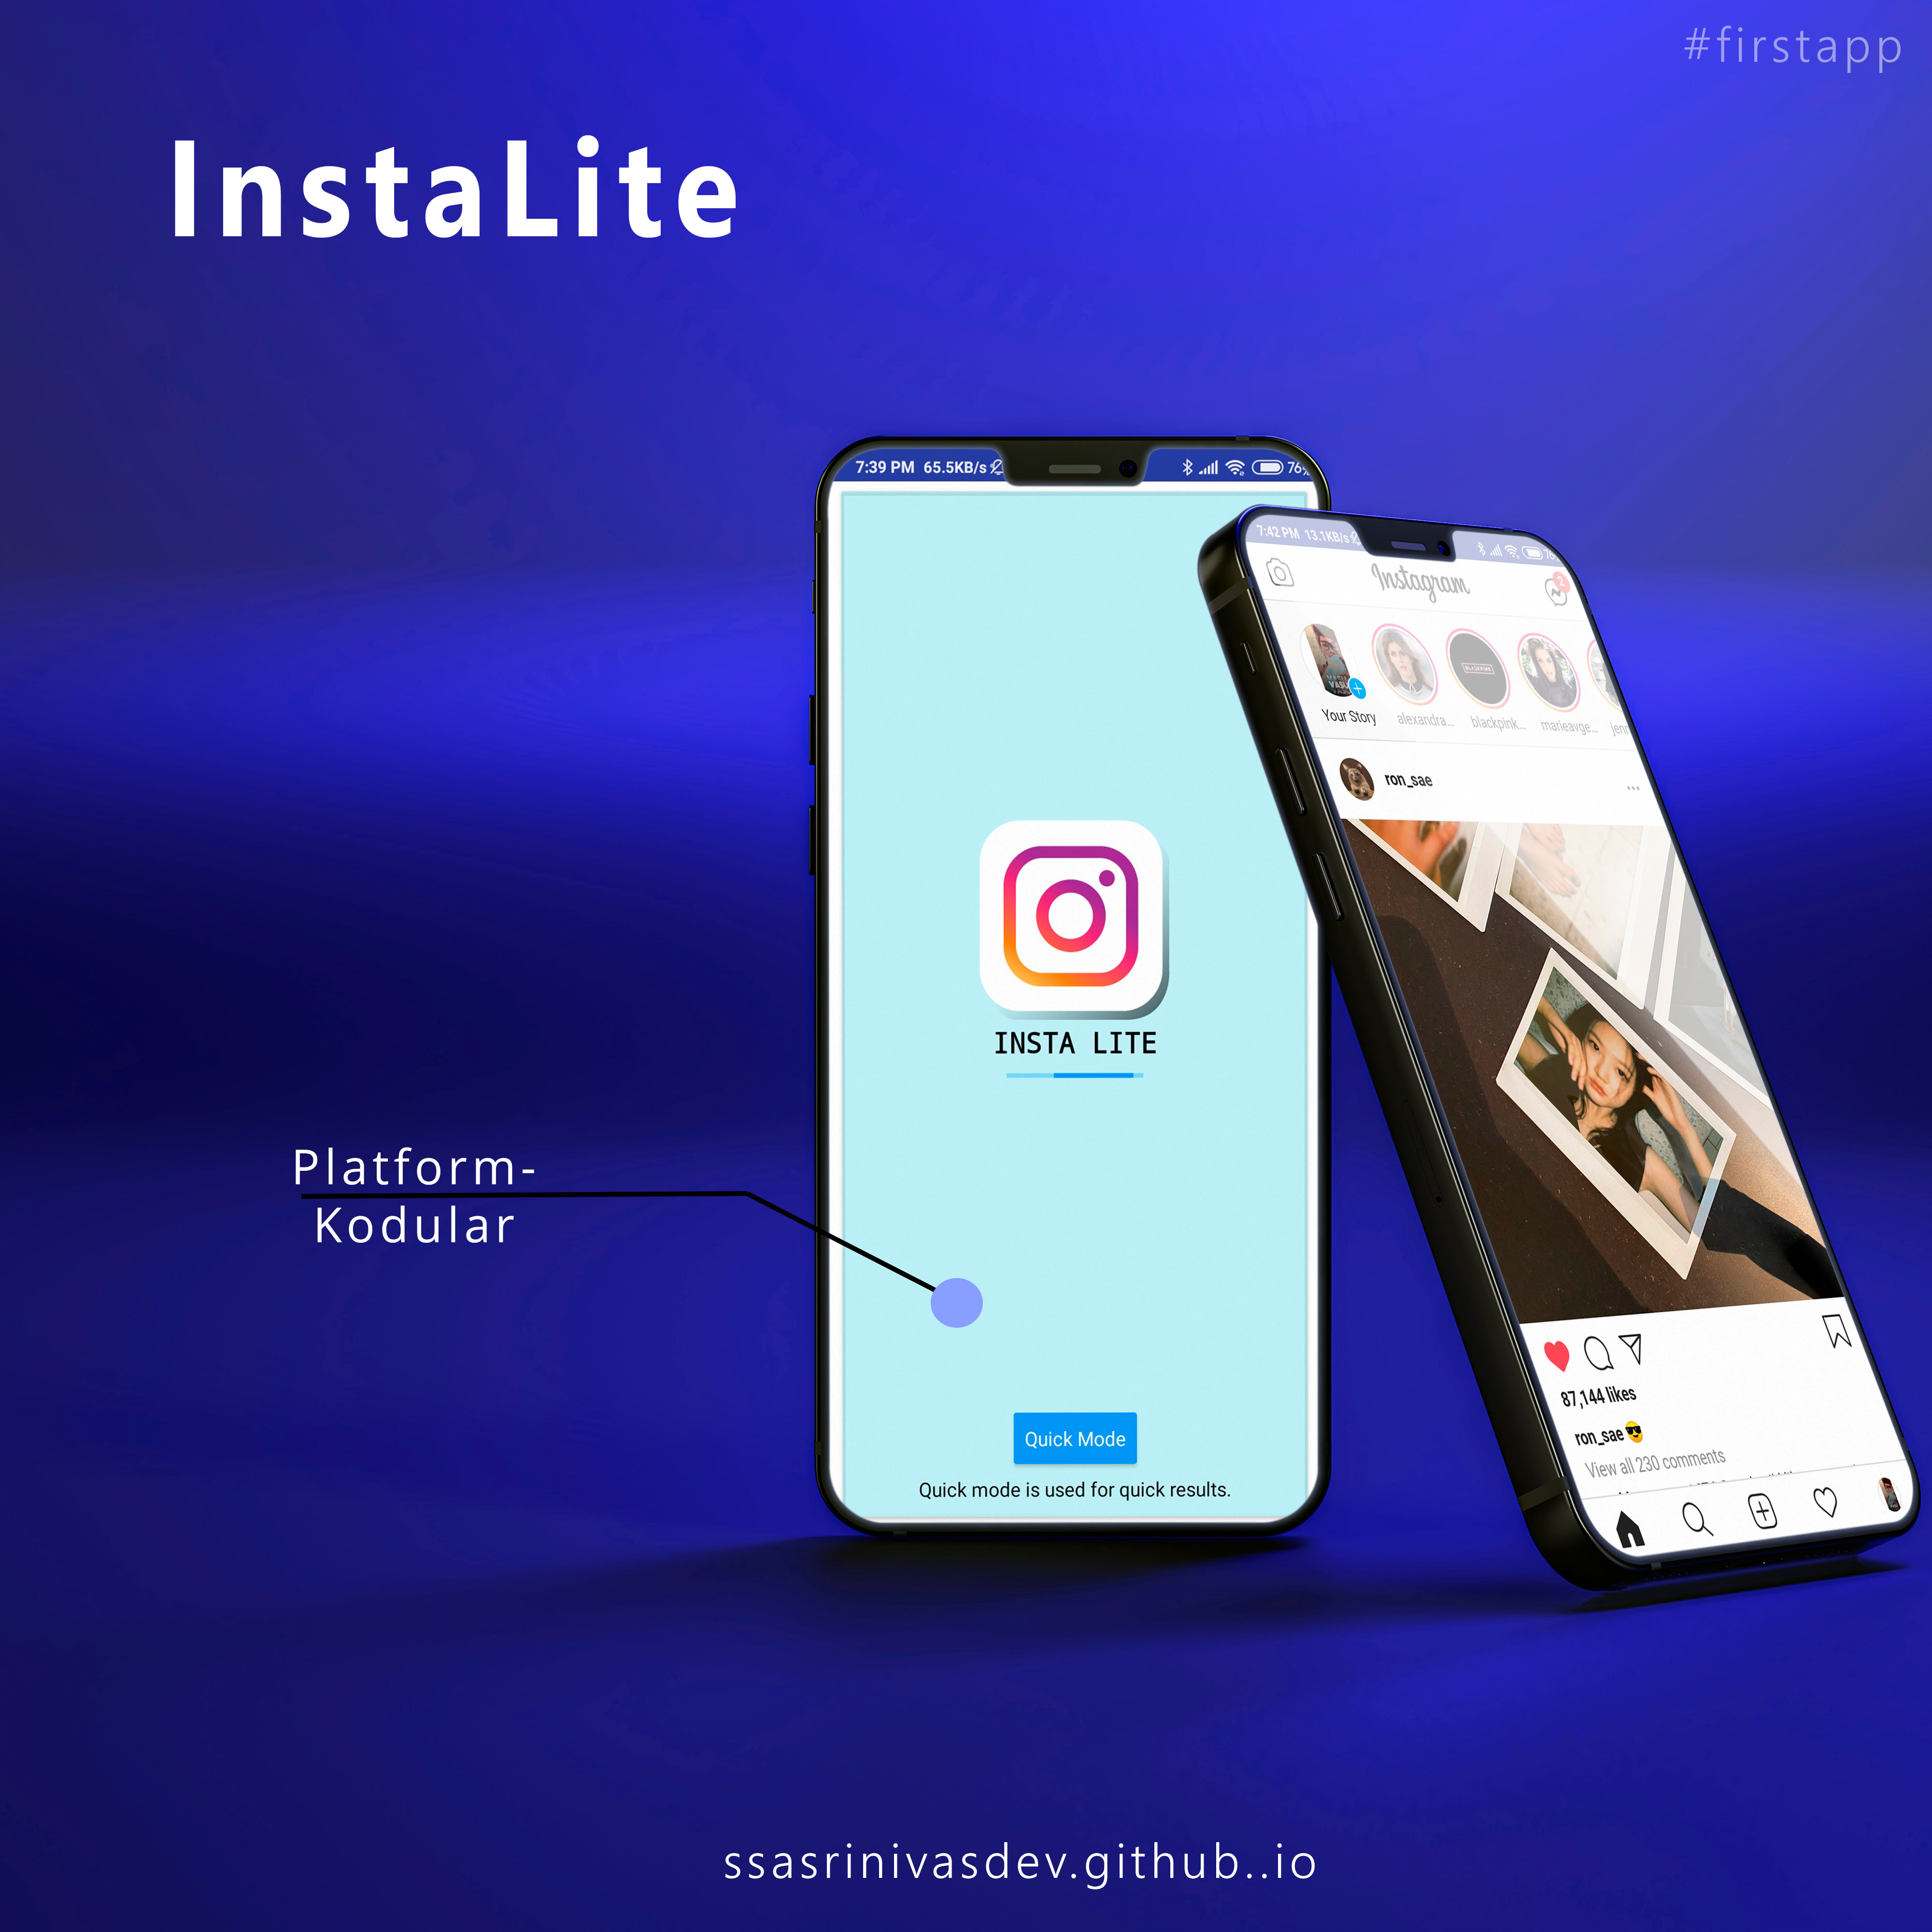 #firstapp
InstaLite
7:39 PM 65.5KB/s
76%
7:42 PM 13.1KB/s
Instagram
2
Your Story alexandra... blackpink... marieavge...
ron_sae
INSTA LITE
Platform-
Kodular
Quick Mode
Quick mode is used for quick results.
87,144 likes
ron_sae 😎
View all 230 comments
ssasrinivasdev.github..io